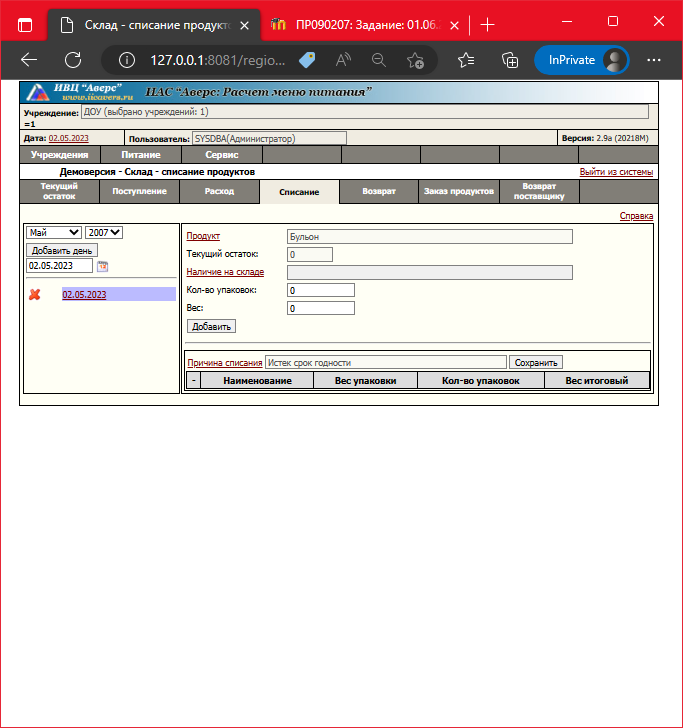 Склад - списание продукто
ПР090207: Задание: 01.06.
127.0.0.1:8081/regio...
InPrivate
ИВЦ “Аверс”
www.iicavers.ru
ИАС “Аверс: Расчет меню питания”
Учреждение: ДОУ (выбрано учреждений: 1)
=1
Дата: 02.05.2023 Пользователь: SYSDBA(Администратор) Версия: 2.9a (20218M)
Учреждения Питание Сервис
Демоверсия - Склад - списание продуктов Выйти из системы
Текущий остаток Поступление Расход Списание Возврат Заказ продуктов Возврат поставщику
Справка
Май 2007
Добавить день
02.05.2023
02.05.2023
Продукт Бульон
Текущий остаток: 0
Наличие на складе
Кол-во упаковок: 0
Вес: 0
Добавить
Причина списания Истек срок годности Сохранить
- Наименование Вес упаковки Кол-во упаковок Вес итоговый